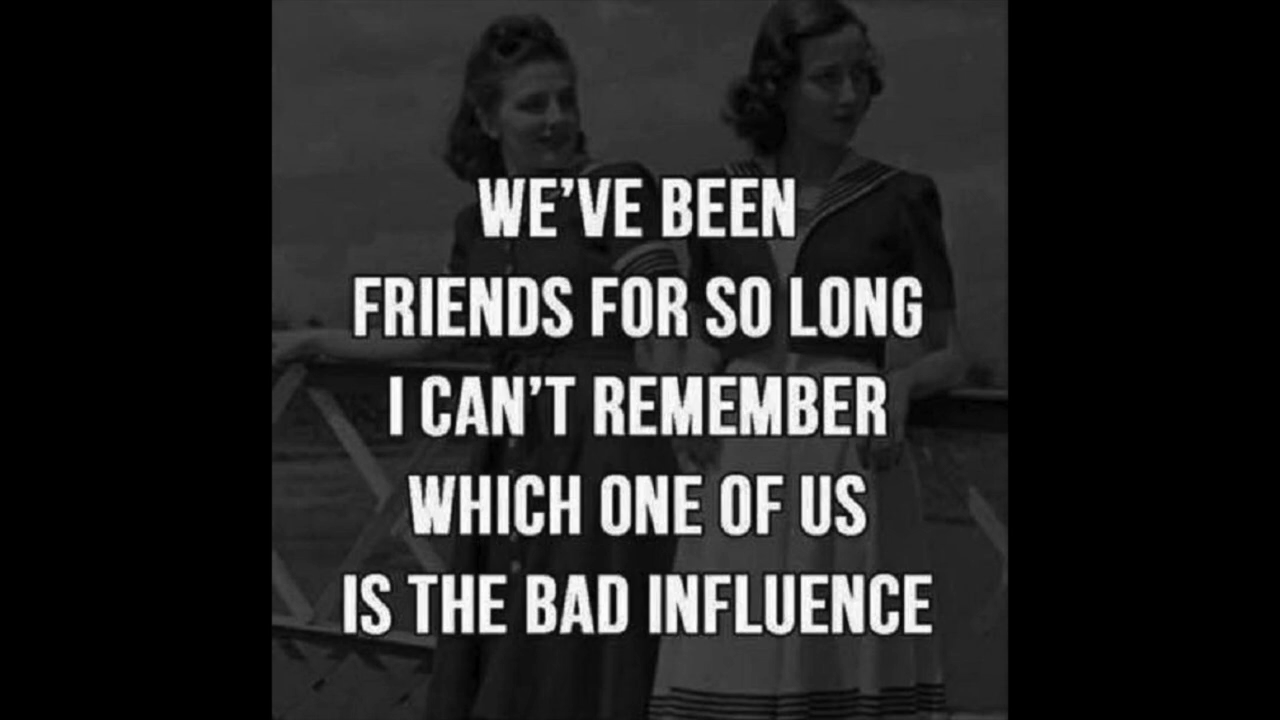 WE'VE BEEN
FRIENDS FOR SO LONG
I CAN'T REMEMBER
WHICH ONE OF US
IS THE BAD INFLUENCE